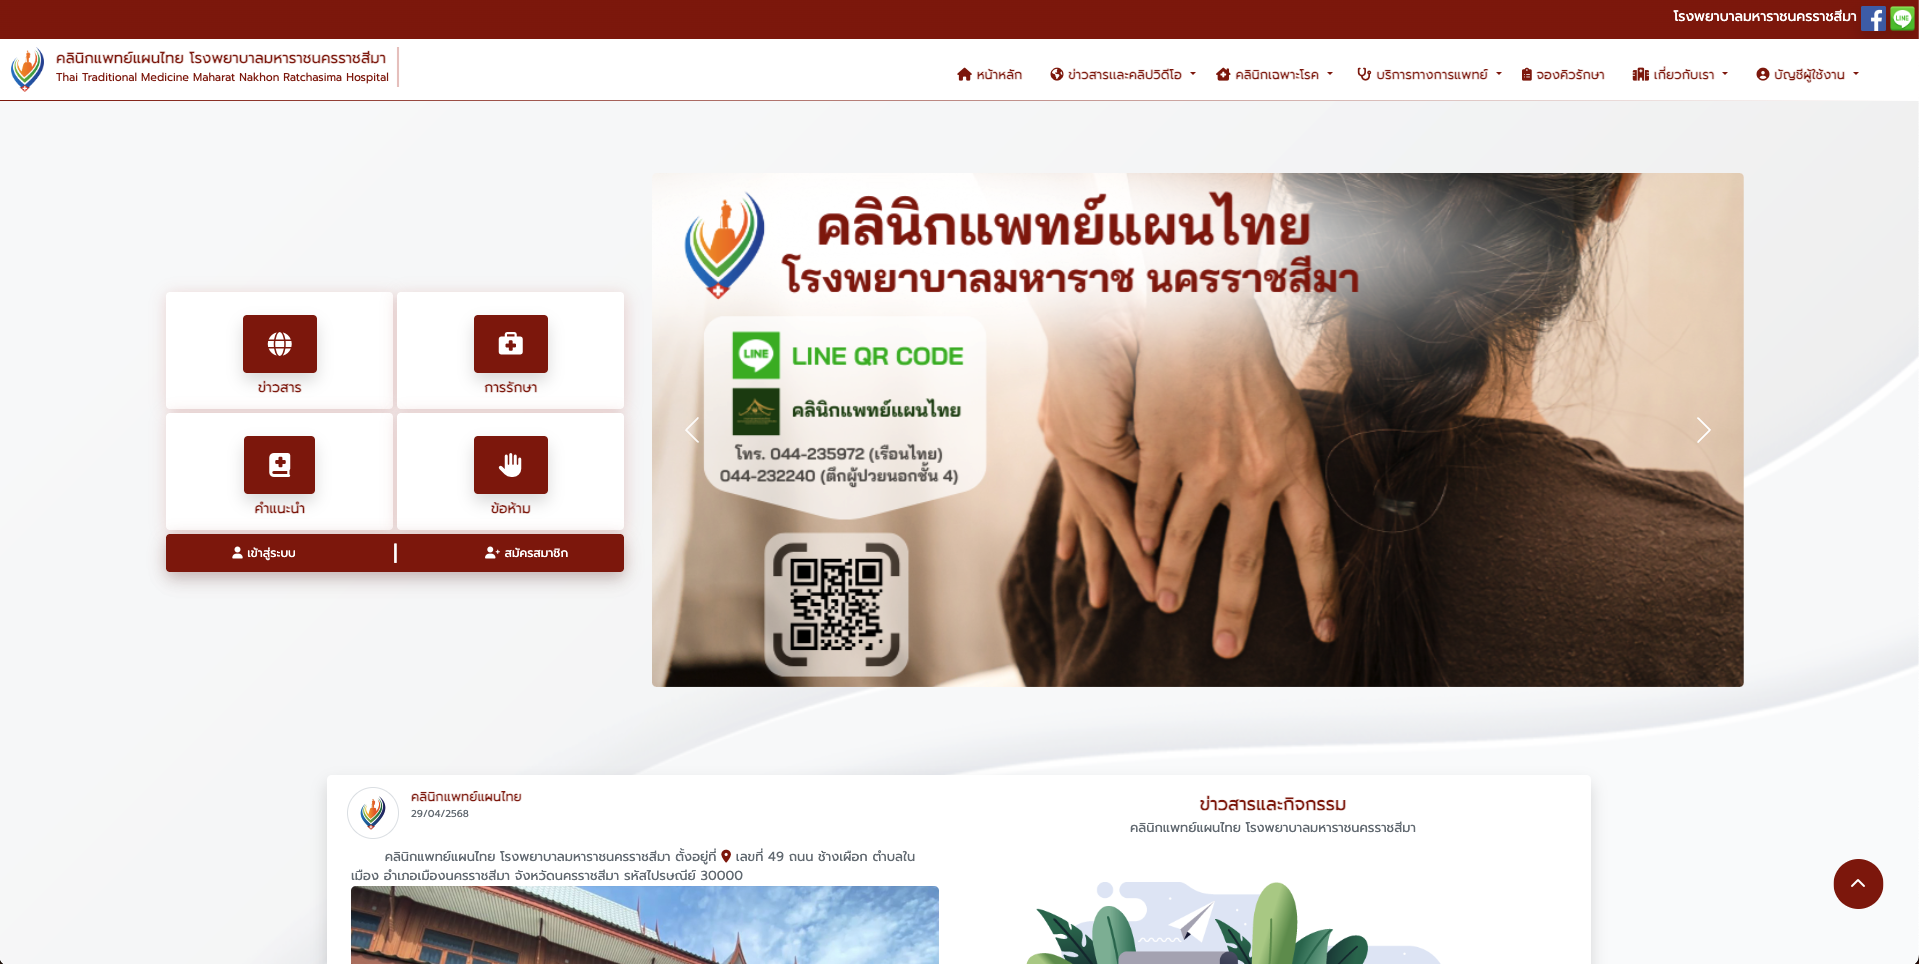 โรงพยาบาลมหาราชนครราชสีมา
คลินิกแพทย์แผนไทย โรงพยาบาลมหาราชนครราชสีมา
Thai Traditional Medicine Maharat Nakhon Ratchasima Hospital
หน้าหลัก ข่าวสารและคลิปวิดีโอ คลินิกเฉพาะโรค บริการทางการแพทย์ จองคิวรักษา เกี่ยวกับเรา บัญชีผู้ใช้งาน
ข่าวสาร
การรักษา
คำแนะนำ
ข้อห้าม
เข้าสู่ระบบ
สมัครสมาชิก
คลินิกแพทย์แผนไทย
โรงพยาบาลมหาราช นครราชสีมา
LINE LINE QR CODE
คลินิกแพทย์แผนไทย
โทร. 044-235972 (เรือนไทย)
044-232240 (ตึกผู้ป่วยนอกชั้น 4)
คลินิกแพทย์แผนไทย
29/04/2568
คลินิกแพทย์แผนไทย โรงพยาบาลมหาราชนครราชสีมา ตั้งอยู่ที่ เลขที่ 49 ถนน ช้างเผือก ตำบลใน
เมือง อำเภอเมืองนครราชสีมา จังหวัดนครราชสีมา รหัสไปรษณีย์ 30000
ข่าวสารและกิจกรรม
คลินิกแพทย์แผนไทย โรงพยาบาลมหาราชนครราชสีมา